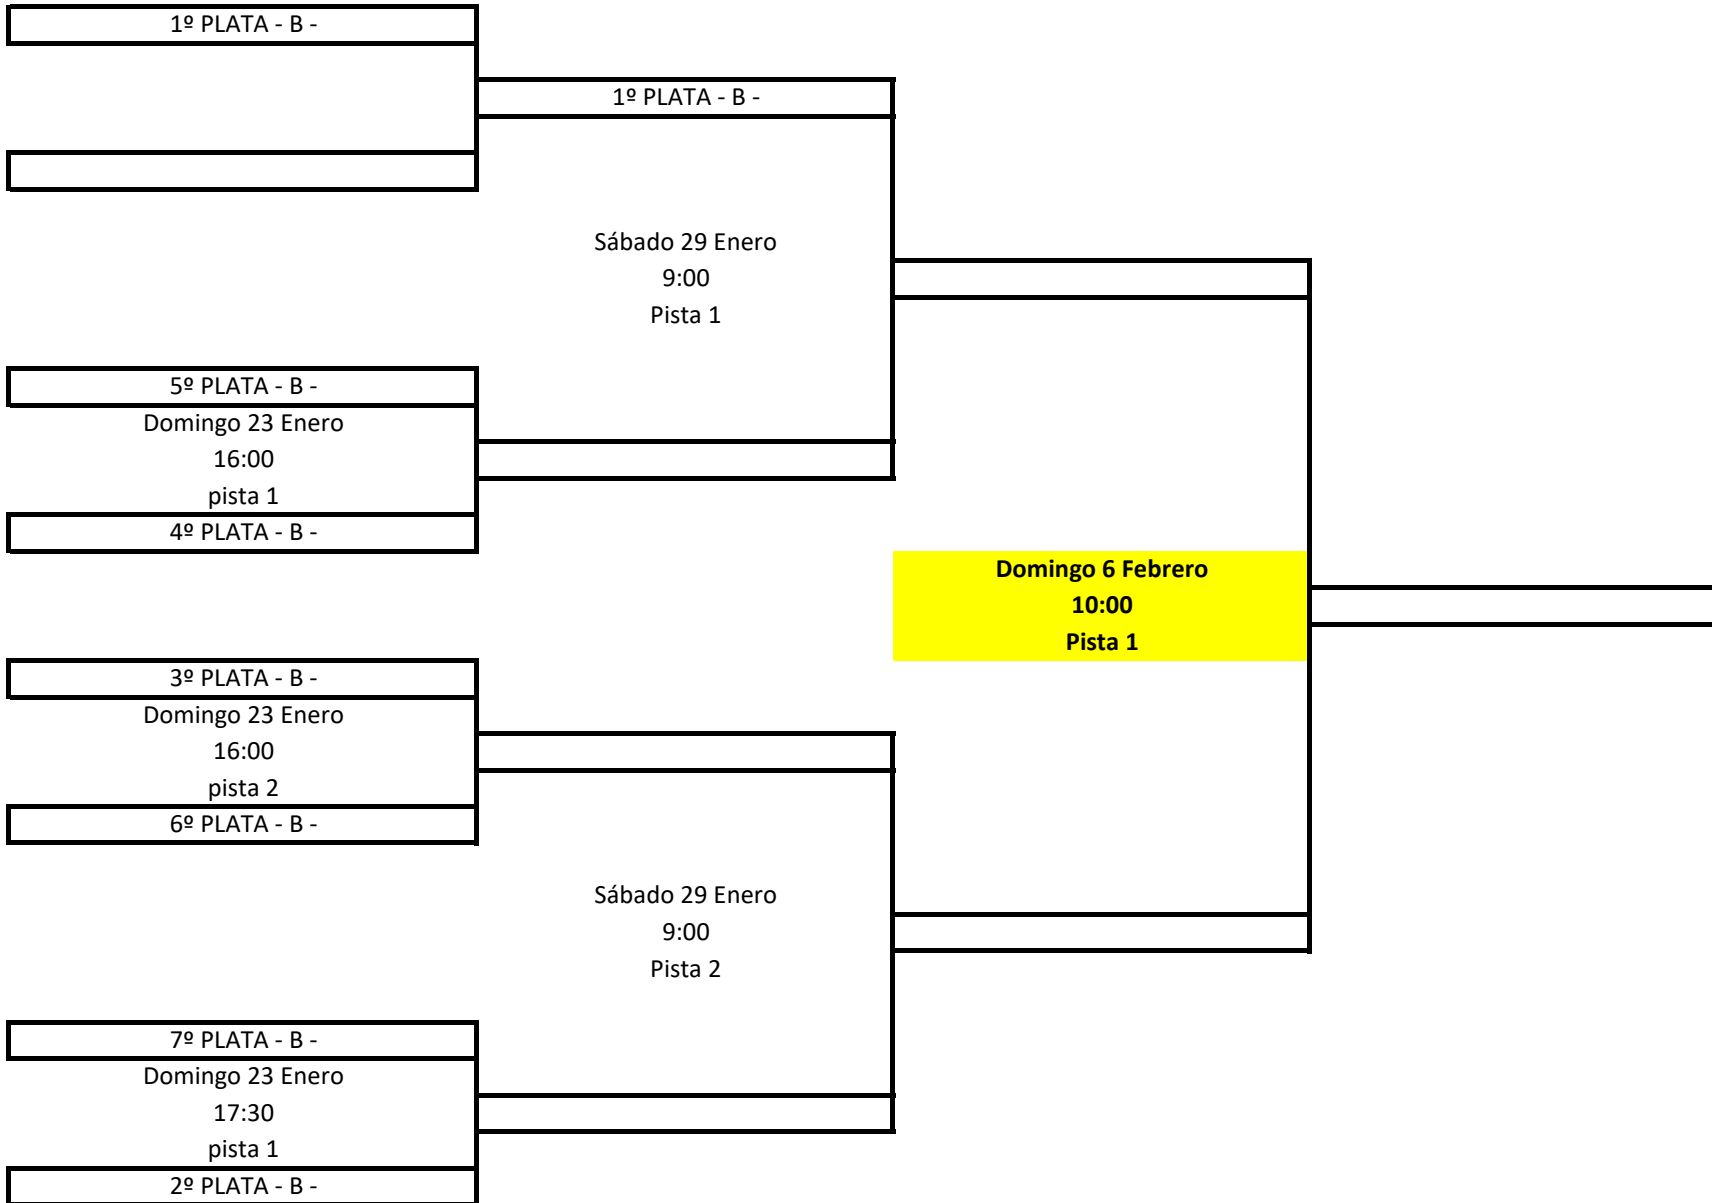 1º PLATA - B -
1º PLATA - B -
Sábado 29 Enero
9:00
Pista 1
5º PLATA - B -
Domingo 23 Enero
16:00
pista 1
4º PLATA - B -
Domingo 6 Febrero
10:00
Pista 1
3º PLATA - B -
Domingo 23 Enero
16:00
pista 2
6º PLATA - B -
Sábado 29 Enero
9:00
Pista 2
7º PLATA - B -
Domingo 23 Enero
17:30
pista 1
2º PLATA - B -